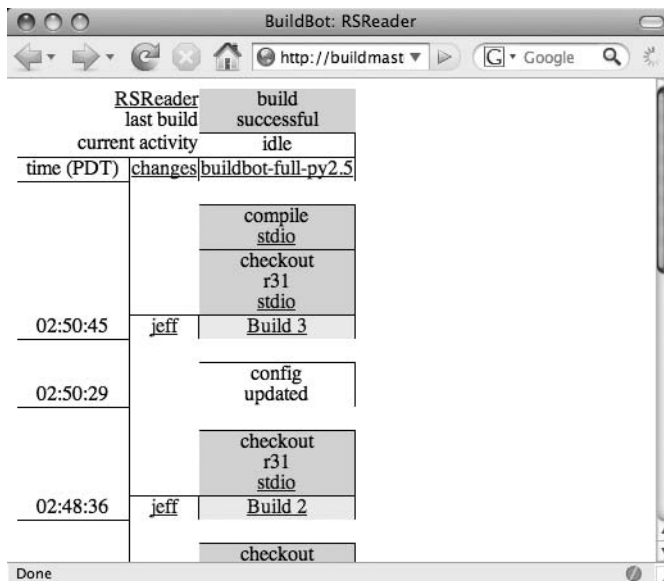 BuildBot: RSReader
http://buildmast
G Google
RSReader build
last build successful
current activity idle
time (PDT) changes buildbot-full-py2.5
compile
stdio
checkout
r31
stdio
02:50:45 jeff Build 3
config
02:50:29 updated
checkout
r31
stdio
02:48:36 jeff Build 2
checkout
Done